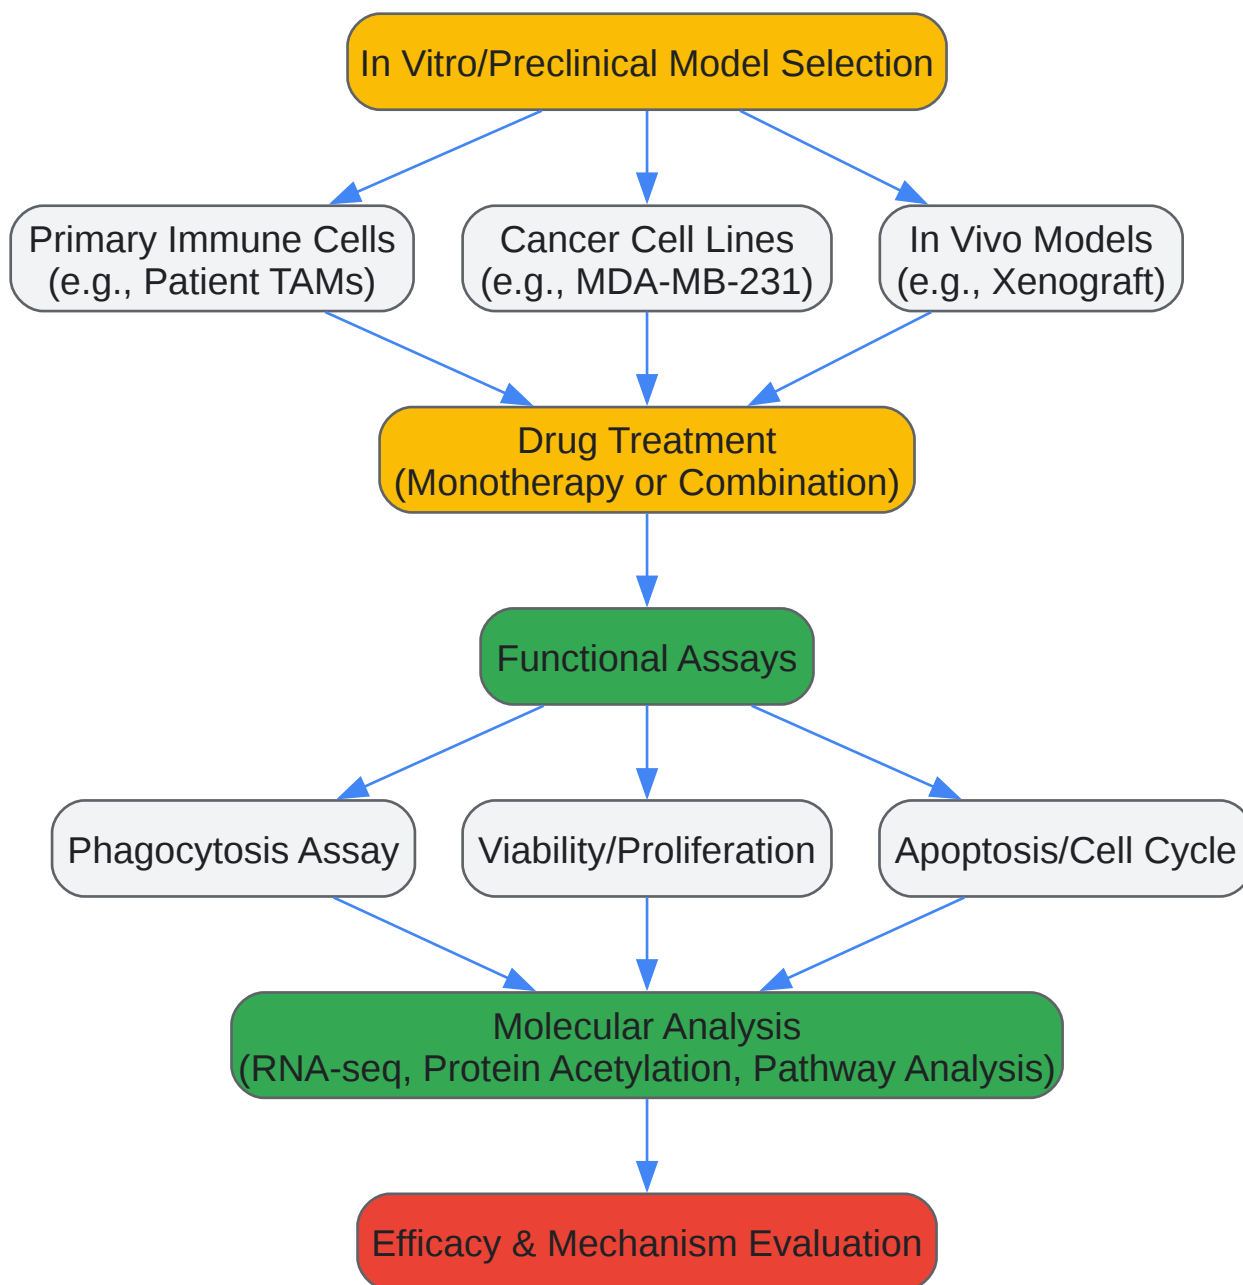 In Vitro/Preclinical Model Selection
Primary Immune Cells
(e.g., Patient TAMs)
Cancer Cell Lines
(e.g., MDA-MB-231)
In Vivo Models
(e.g., Xenograft)
Drug Treatment
(Monotherapy or Combination)
Functional Assays
Phagocytosis Assay
Viability/Proliferation
Apoptosis/Cell Cycle
Molecular Analysis
(RNA-seq, Protein Acetylation, Pathway Analysis)
Efficacy & Mechanism Evaluation